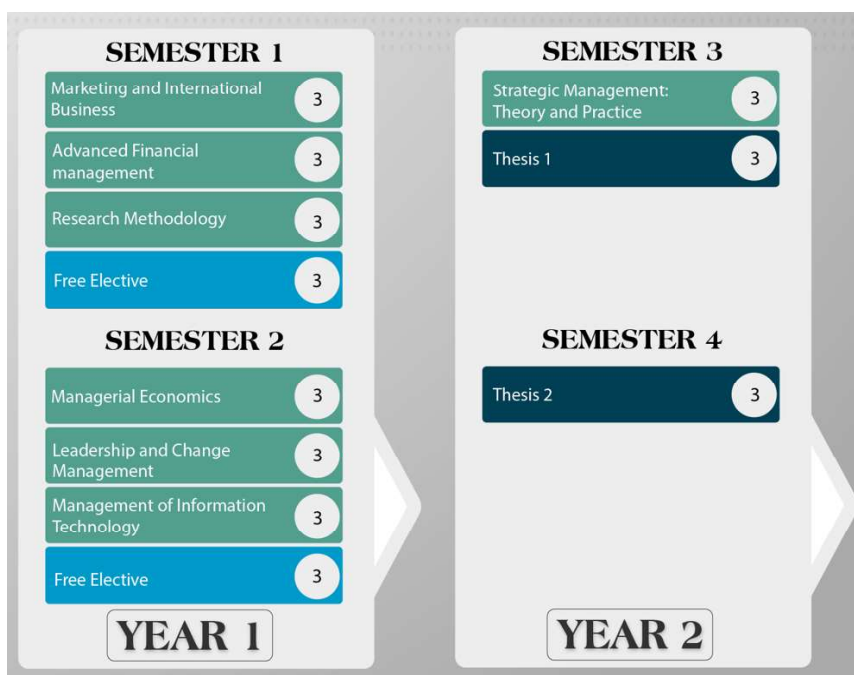 SEMESTER 1
Marketing and International
Business
3
Advanced Financial
management
3
Research Methodology
3
Free Elective
3
SEMESTER 2
Managerial Economics
3
Leadership and Change
Management
3
Management of Information
Technology
3
Free Elective
3
YEAR 1
SEMESTER 3
Strategic Management:
Theory and Practice
3
Thesis 1
3
SEMESTER 4
Thesis 2
3
YEAR 2